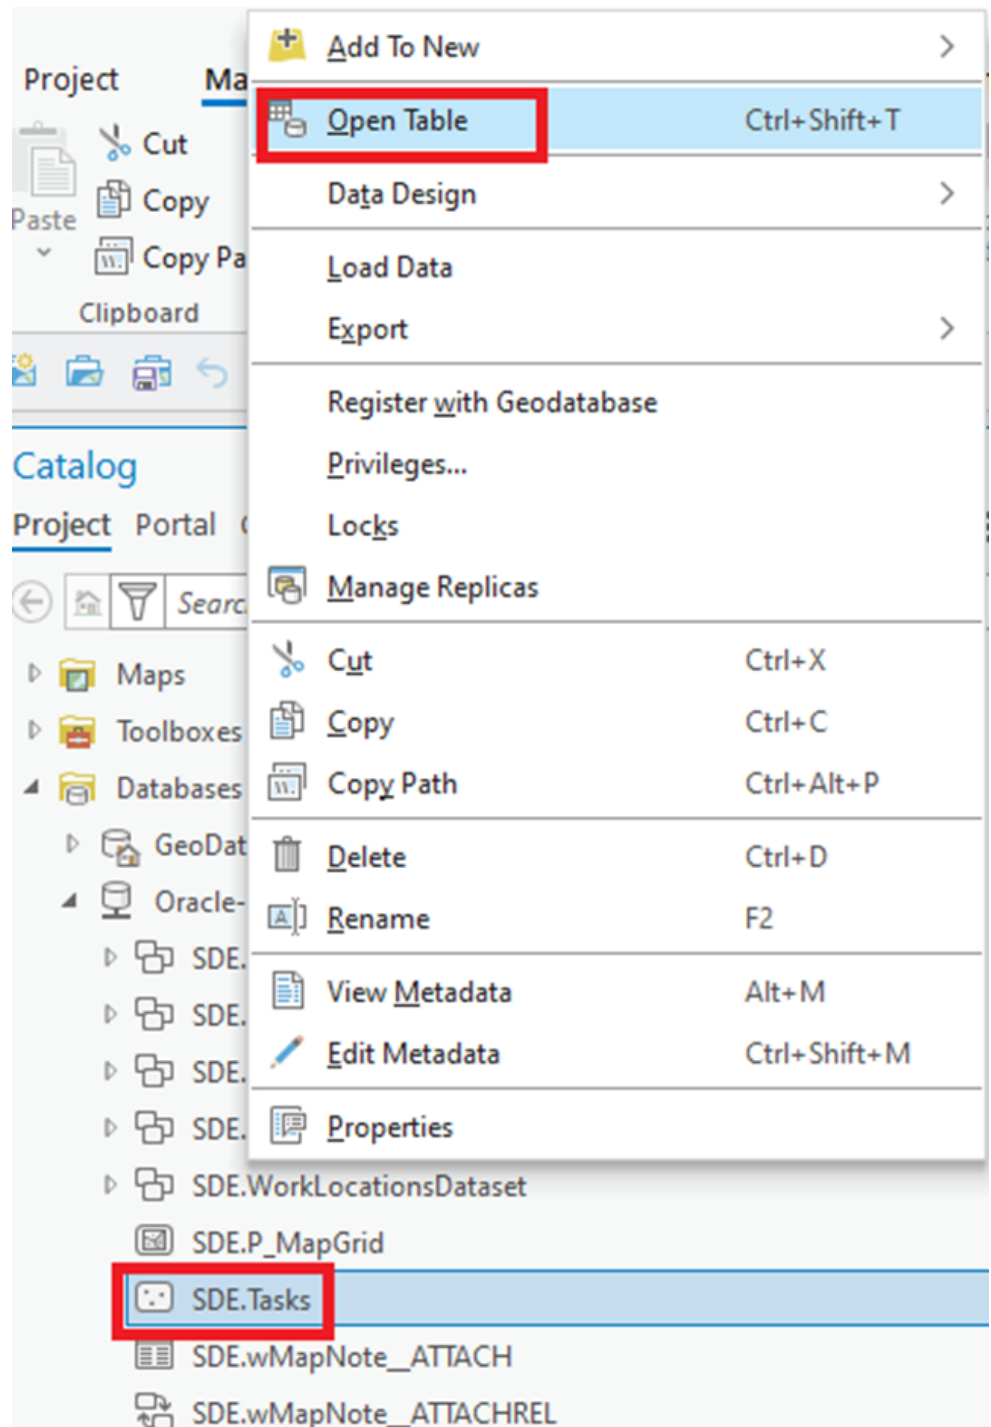 Project
Ma
Cut
Paste
Copy
Copy Pa
Clipboard
Catalog
Project Portal
Searc
Maps
Toolboxes
Databases
GeoDat
Oracle-
SDE.
SDE.
SDE.
SDE.
SDE.WorkLocationsDataset
SDE.P_MapGrid
SDE.Tasks
SDE.wMapNote__ATTACH
SDE.wMapNote__ATTACHREL
Add To New
Open Table Ctrl+Shift+T
Data Design
Load Data
Export
Register with Geodatabase
Privileges...
Locks
Manage Replicas
Cut Ctrl+X
Copy Ctrl+C
Copy Path Ctrl+Alt+P
Delete Ctrl+D
Rename F2
View Metadata Alt+M
Edit Metadata Ctrl+Shift+M
Properties